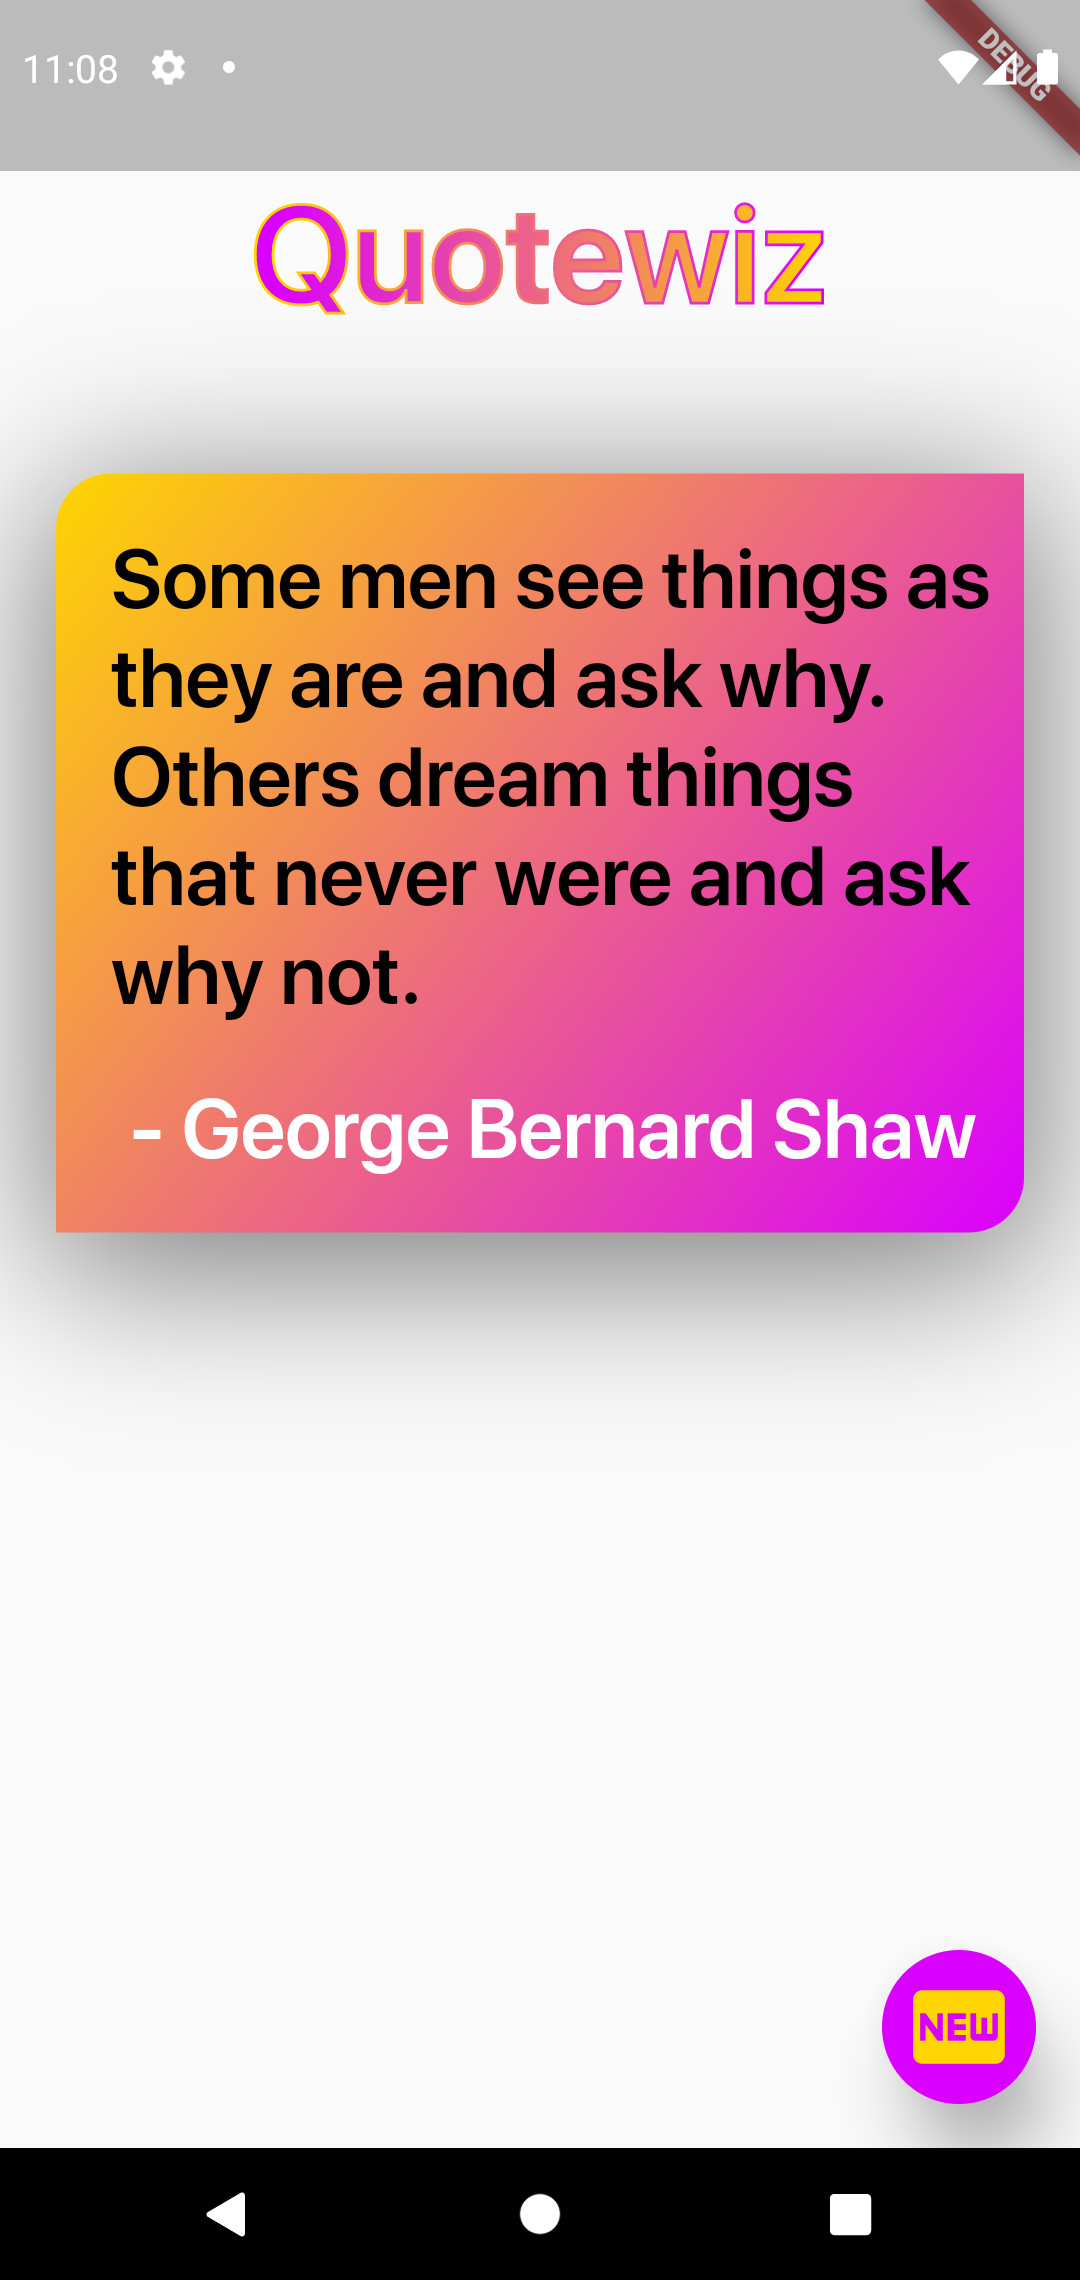 11:08
DEBUG
Quotewiz
Some men see things as
they are and ask why.
Others dream things
that never were and ask
why not.
- George Bernard Shaw
NEW